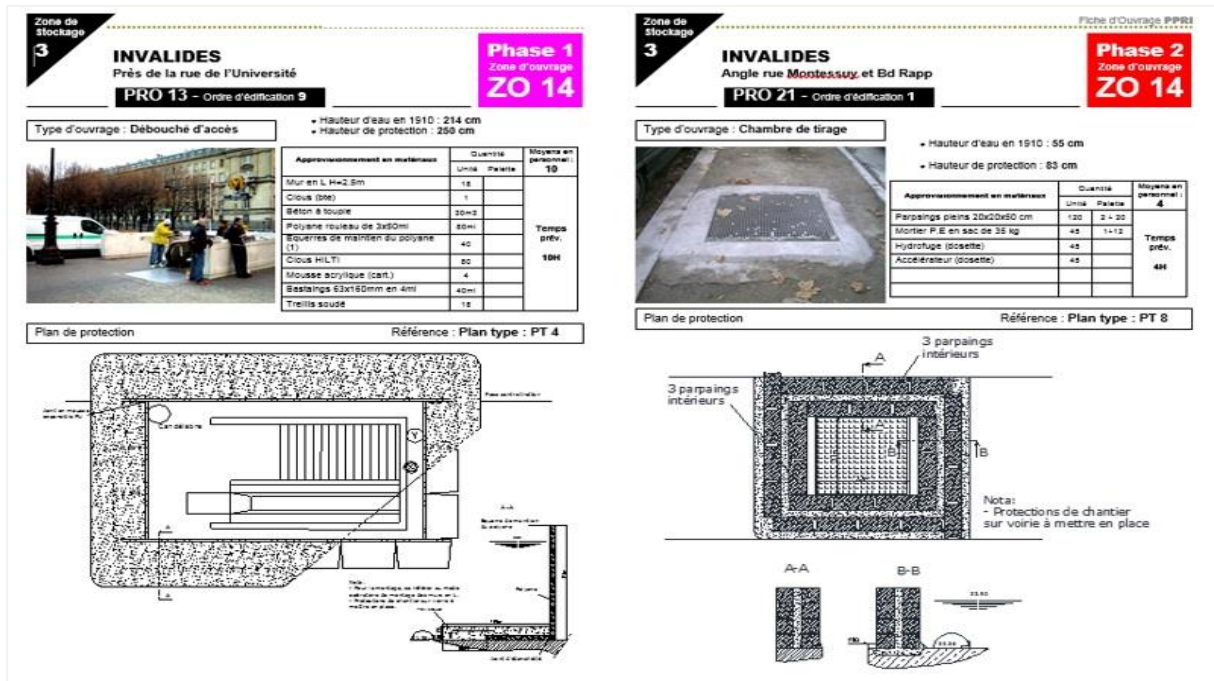 Zone de
Stockage
3
INVALIDES
Près de la rue de l'Université
PRO 13 - Ordre d'édification 9
Phase 1
Zone d'ouvrage
ZO 14
Type d'ouvrage : Débouché d'accès
• Hauteur d'eau en 1910 : 214 cm
• Hauteur de protection : 250 cm
Approvisionnement en matériaux
Quantité
Unité Palette
Moyens en personnel :
10
Mur en L H=2.5m 18
Clous (bte) 1
Béton à toupie 30m3
Polyane rouleau de 3x50ml 80ml
Equerres de maintien du polyane (1) 40
Clous HILTI 80
Mousse acrylique (cart.) 4
Bastaings 63x160mm en 4ml 40ml
Treillis soudé 18
Temps prév.
10H
Plan de protection
Référence : Plan type : PT 4
Candélabre
A-A
Fiche d'Ouvrage PPRI
Zone de
Stockage
3
INVALIDES
Angle rue Montessuy et Bd Rapp
PRO 21 - Ordre d'édification 1
Phase 2
Zone d'ouvrage
ZO 14
Type d'ouvrage : Chambre de tirage
• Hauteur d'eau en 1910 : 55 cm
• Hauteur de protection : 83 cm
Approvisionnement en matériaux
Quantité
Unité Palette
Moyens en personnel :
4
Parpaings pleins 20x20x50 cm 120 2 + 20
Mortier P.E en sac de 35 kg 45 1+12
Hydrofuge (dosette) 45
Accélérateur (dosette) 45
Temps prév.
4H
Plan de protection
Référence : Plan type : PT 8
A
3 parpaings
intérieurs
3 parpaings
intérieurs
A
B
B
Nota:
- Protections de chantier
sur voirie à mettre en place
A-A
B-B